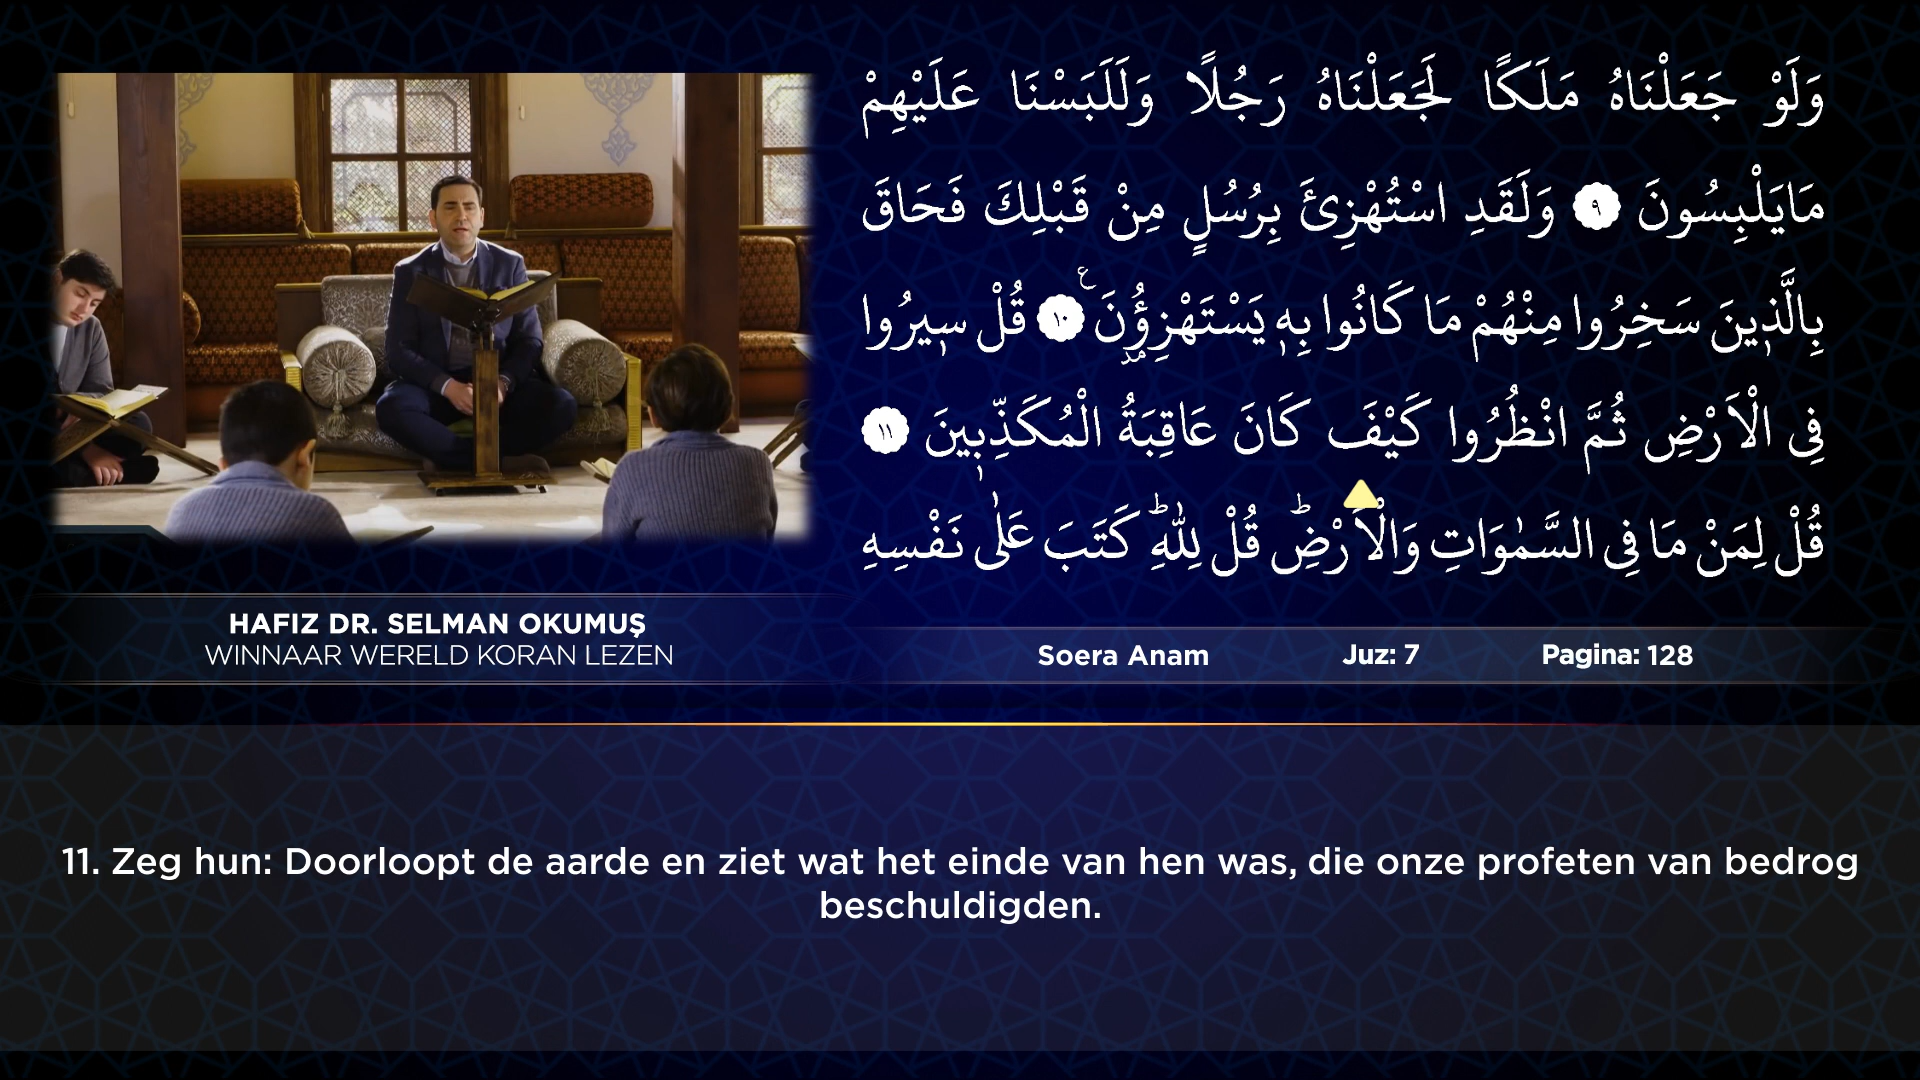 وَلَوْ جَعَلْنَاهُ مَلَكًا لَجَعَلْنَاهُ رَجُلًا وَلَلَبَسْنَا عَلَيْهِمْ
مَايَلْبِسُونَ ﴿٩﴾ وَلَقَدِ اسْتُهْزِئَ بِرُسُلٍ مِنْ قَبْلِكَ فَحَاقَ
بِالَّذ۪ينَ سَخِرُوا مِنْهُمْ مَا كَانُوا بِه۪ يَسْتَهْزِؤُ۫نَ ﴿١٠﴾ قُلْ س۪يرُوا
فِى الْاَرْضِ ثُمَّ انْظُرُوا كَيْفَ كَانَ عَاقِبَةُ الْمُكَذِّب۪ينَ ﴿١١﴾
قُلْ لِمَنْ مَا فِى السَّمٰوَاتِ وَالْاَرْضِۜ قُلْ لِلّٰهِۜ كَتَبَ عَلٰى نَفْسِهِ
HAFIZ DR. SELMAN OKUMUŞ
WINNAAR WERELD KORAN LEZEN
Soera Anam Juz: 7 Pagina: 128
11. Zeg hun: Doorloopt de aarde en ziet wat het einde van hen was, die onze profeten van bedrog
beschuldigden.